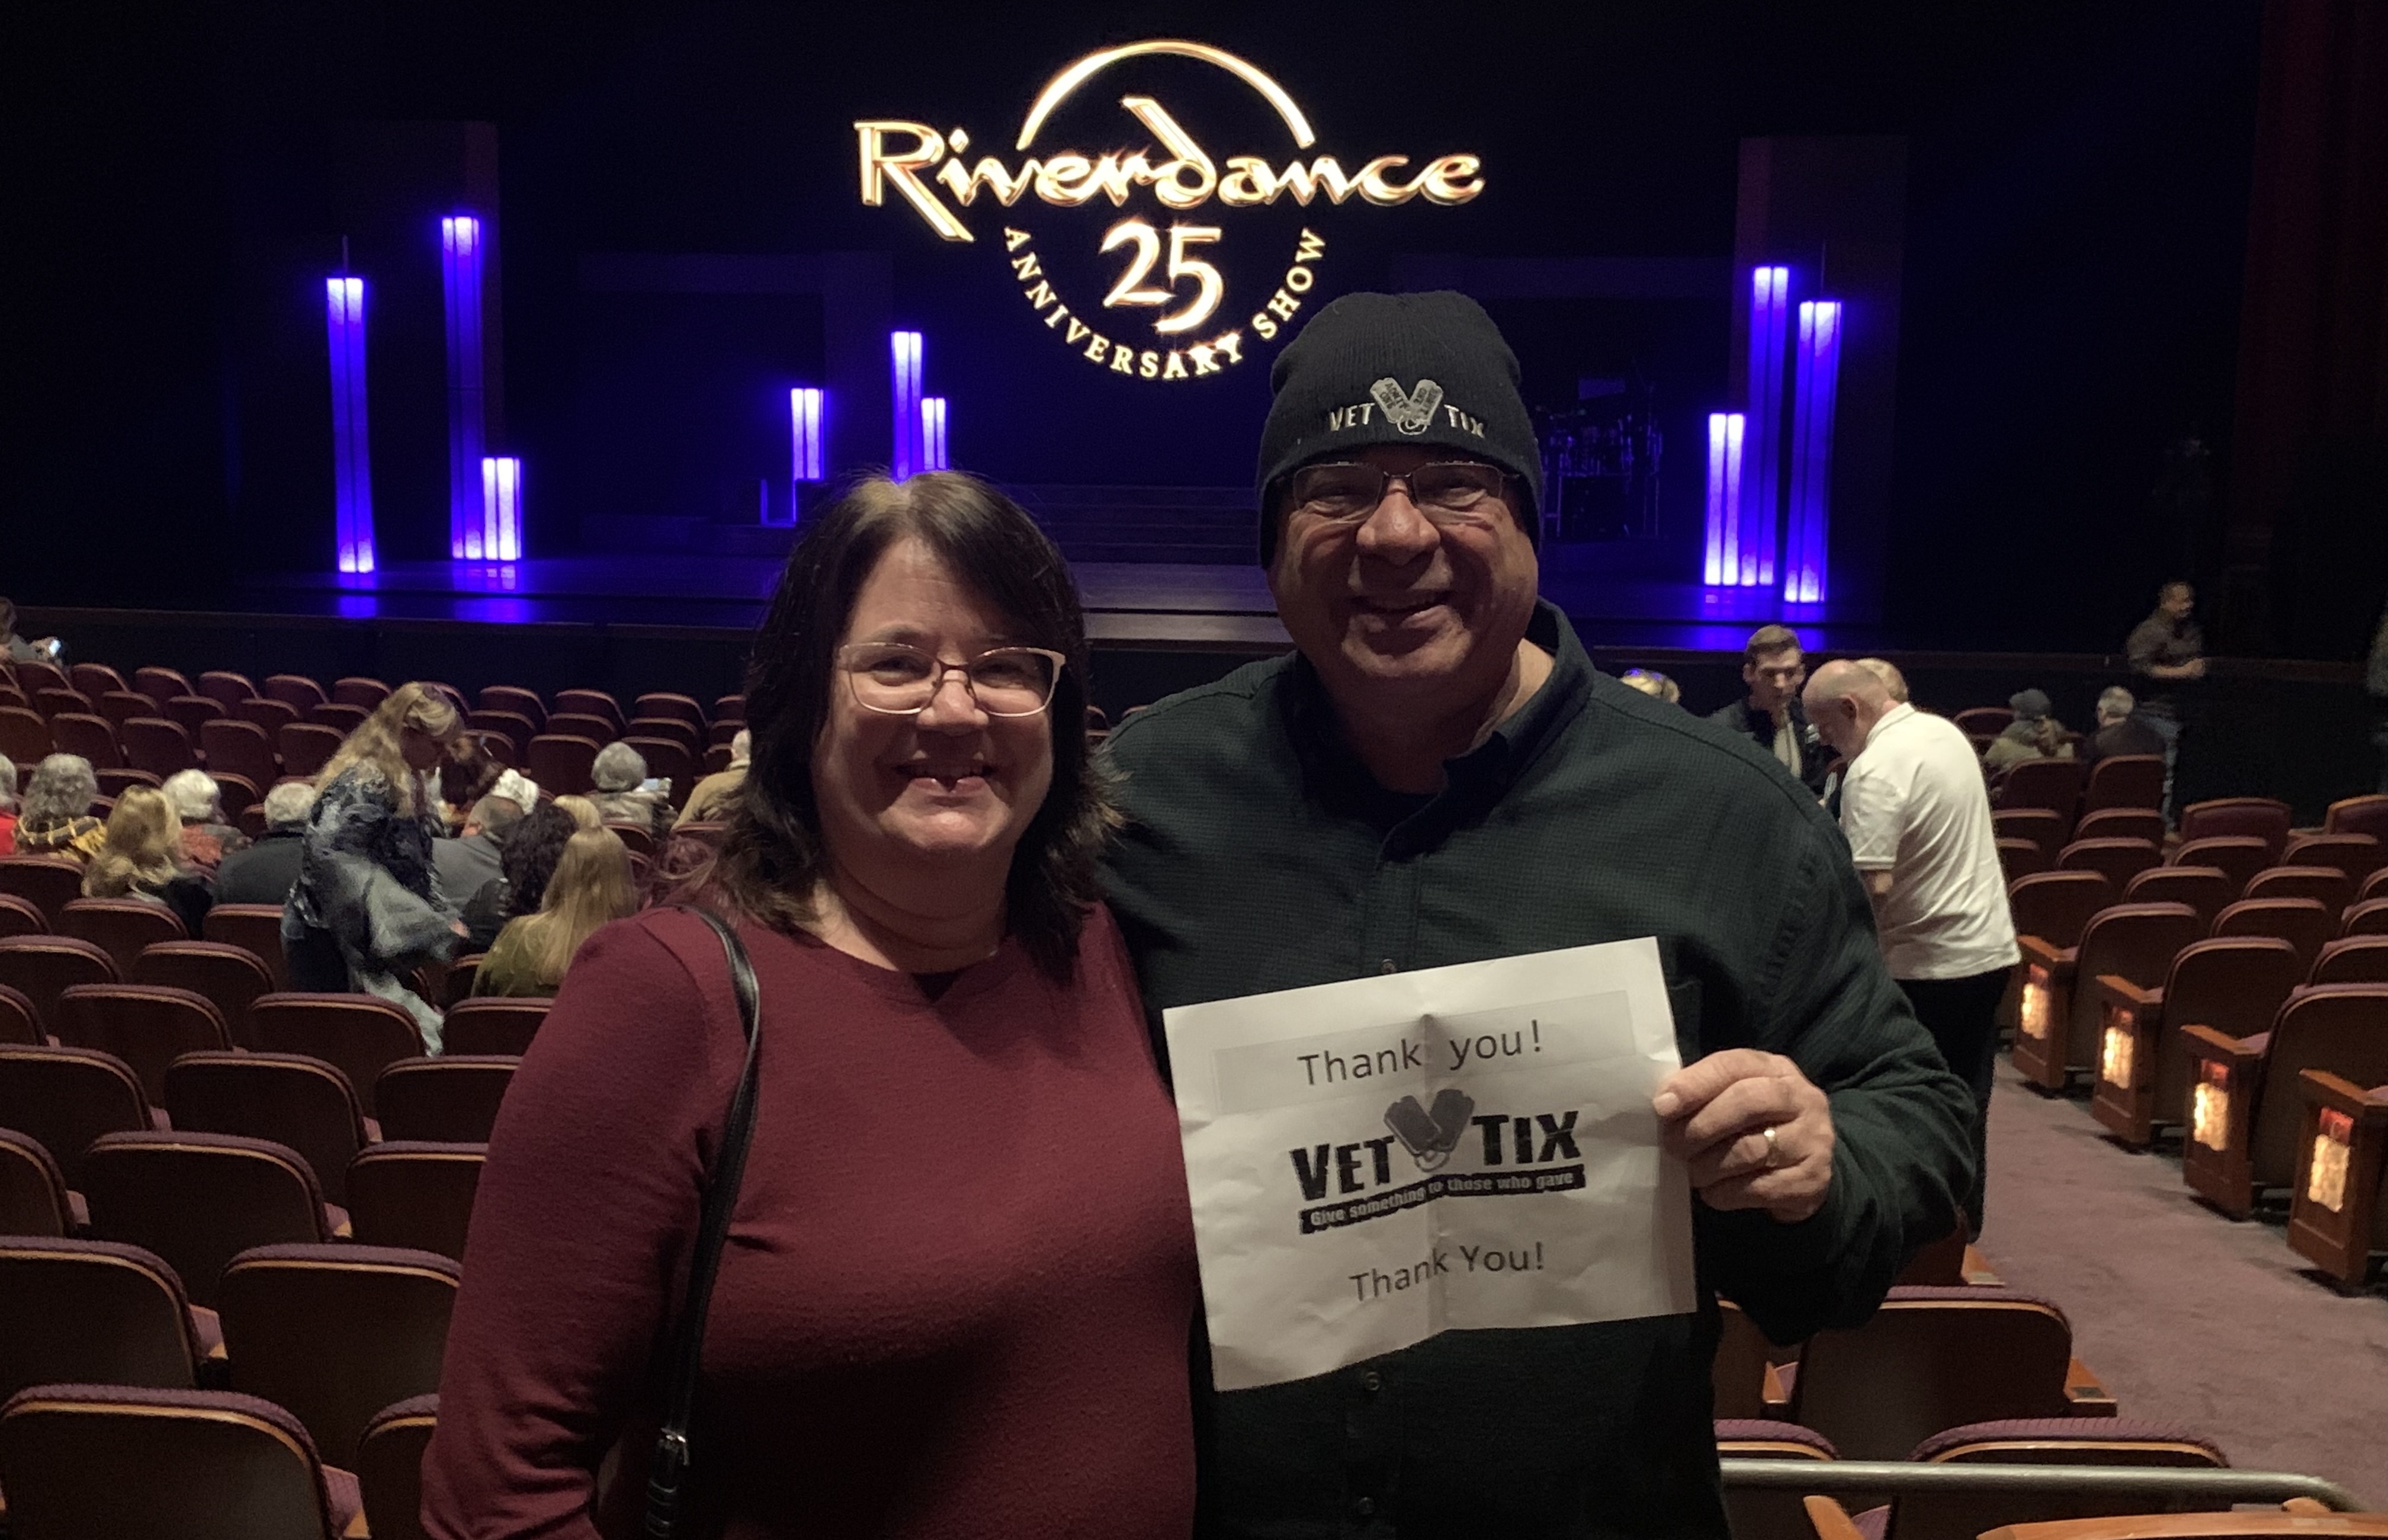 Riverdance
25
ANNIVERSARY SHOW
VET TIX
Thank you!
VET TIX
Give something to those who gave
Thank You!